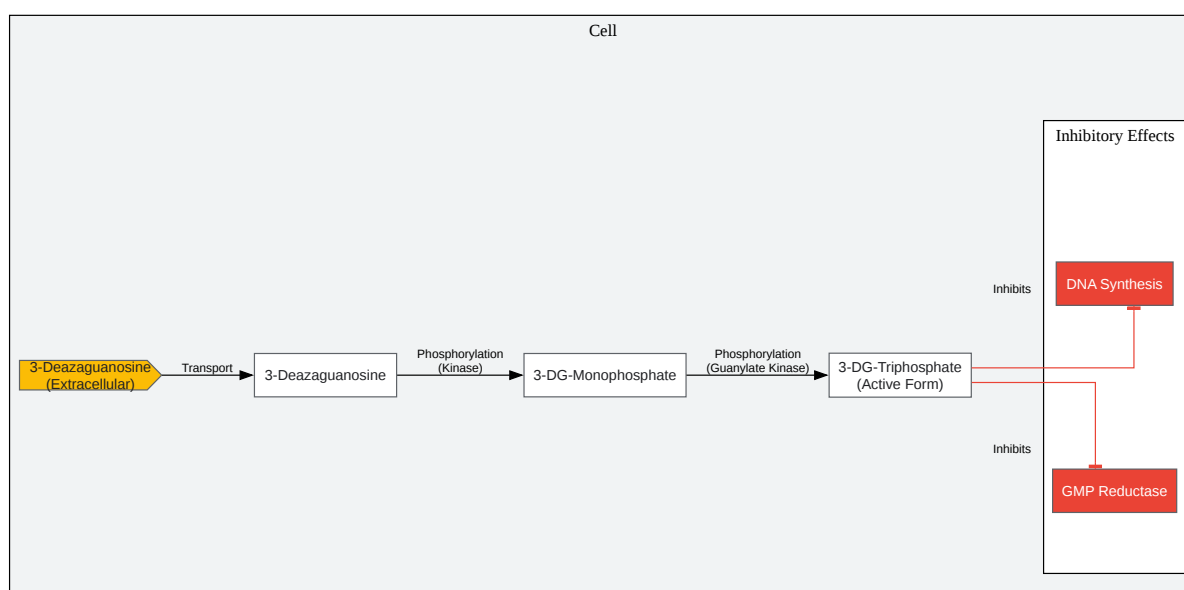 Cell
Inhibitory Effects
Inhibits
DNA Synthesis
3-Deazaguanosine
(Extracellular)
Transport
3-Deazaguanosine
Phosphorylation
(Kinase)
3-DG-Monophosphate
Phosphorylation
(Guanylate Kinase)
3-DG-Triphosphate
(Active Form)
Inhibits
GMP Reductase